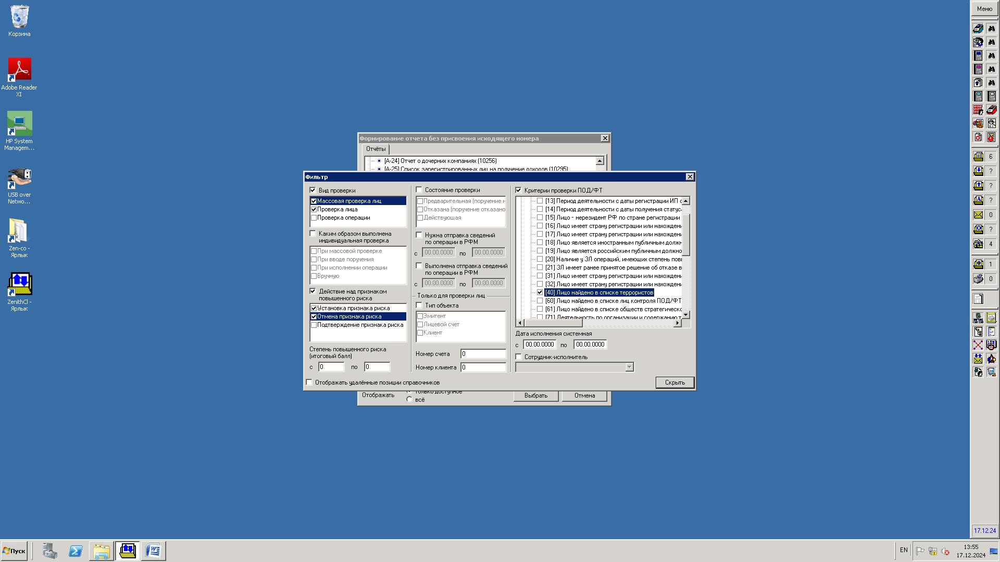 Корзина
Adobe Reader
XI
HP System
Managem...
USB over
Netwo...
Zen-co -
Ярлык
ZenithCl -
Ярлык
Формирование отчета без присвоения исходящего номера
Отчёты
[A-24] Отчет о дочерних компаниях (10256)
[A-25] Список зарегистрированных лиц на получение доходов (10295)
Фильтр
Вид проверки
Массовая проверка лиц
Проверка лица
Проверка операции
Каким образом выполнена
индивидуальная проверка
При массовой проверке
При вводе поручения
При исполнении операции
Вручную
Действие над признаком
повышенного риска
Установка признака риска
Отмена признака риска
Подтверждение признака риска
Степень повышенного риска
(итоговый балл)
с 0 по 0
Отображать удалённые позиции справочников
Состояние проверки
Предварительная (поручение н
Отказана (поручение отказано
Действующая
Нужна отправка сведений
по операции в РФМ
с 00.00.0000 по 00.00.0000
Выполнена отправка сведений
по операции в РФМ
с 00.00.0000 по 00.00.0000
Только для проверки лиц
Тип объекта
Эмитент
Лицевой счет
Клиент
Номер счета 0
Номер клиента 0
Критерии проверки ПОД/ФТ
[13] Период деятельности с даты регистрации ИП с
[14] Период деятельности с даты получения статус
[15] Лицо - нерезидент РФ по стране регистрации
[16] Лицо имеет страну регистрации или нахожден
[17] Лицо имеет страну регистрации или нахожден
[18] Лицо является иностранным публичным должн
[19] Лицо является российским публичным должно
[20] Наличие у ЗЛ операций, имеющих степень пов
[21] ЗЛ имеет ранее принятое решение об отказе в
[31] Лицо имеет страну регистрации или нахожден
[32] Лицо имеет страну регистрации или нахожден
[40] Лицо найдено в списке террористов
[60] Лицо найдено в списке лиц контроля ПОД/ФТ
[61] Лицо найдено в списке обществ стратегическо
[71] Деятельность по организации и содержанию т
Дата исполнения системная
с 00.00.0000 по 00.00.0000
Сотрудник-исполнитель
Скрыть
Отображать
только доступное
всё
Выбрать
Отмена
Меню
6
?
?
?
0
?
4
1
0
17.12.24
Пуск
EN
13:55
17.12.2024